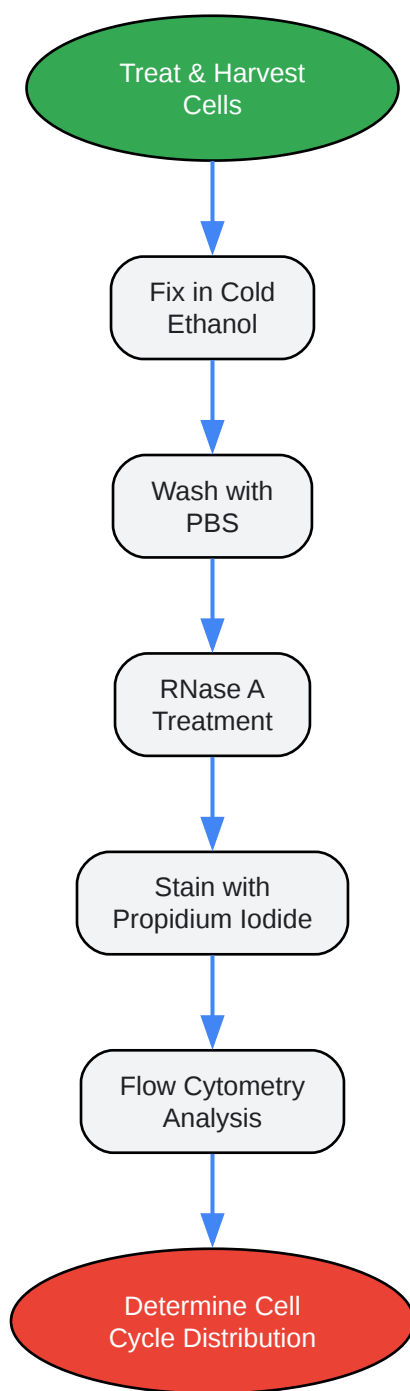 Treat & Harvest
Cells
Fix in Cold
Ethanol
Wash with
PBS
RNase A
Treatment
Stain with
Propidium Iodide
Flow Cytometry
Analysis
Determine Cell
Cycle Distribution